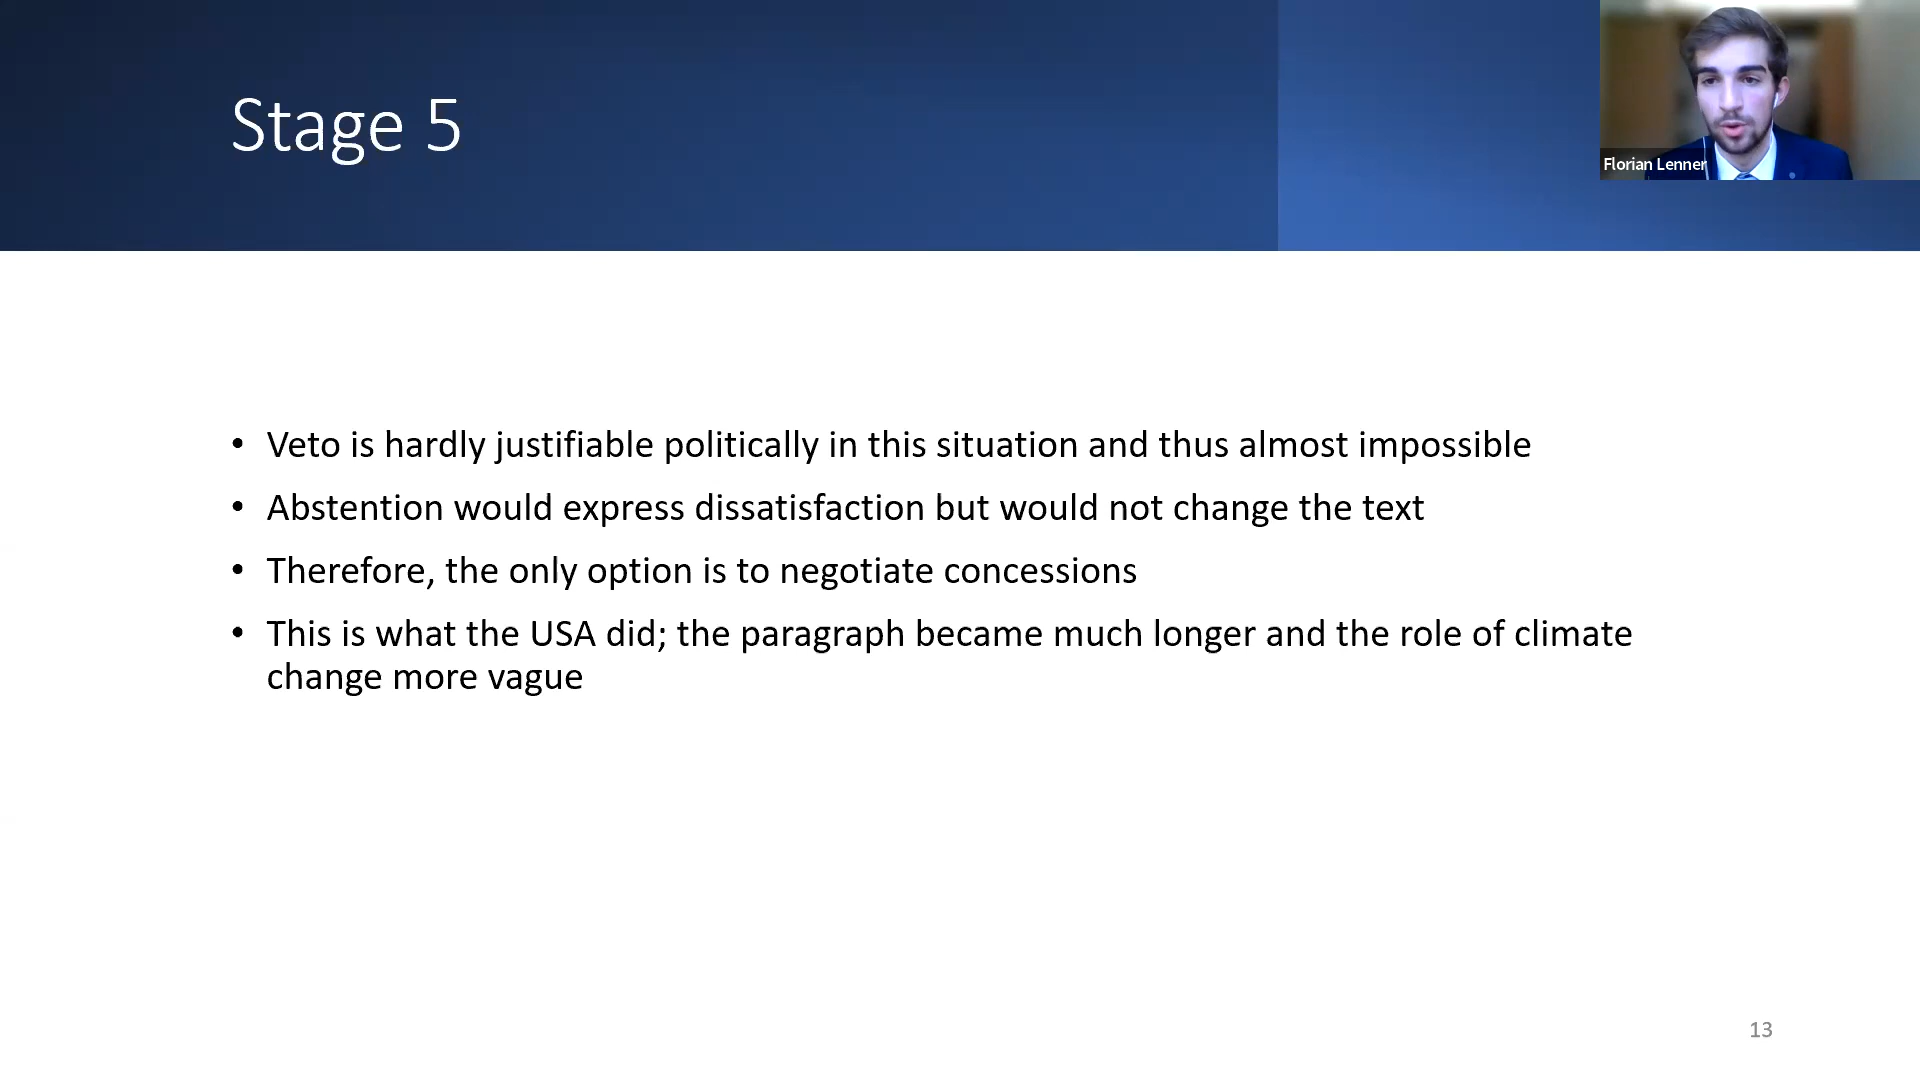 Stage 5
Florian Lenner
• Veto is hardly justifiable politically in this situation and thus almost impossible
• Abstention would express dissatisfaction but would not change the text
• Therefore, the only option is to negotiate concessions
• This is what the USA did; the paragraph became much longer and the role of climate
change more vague
13